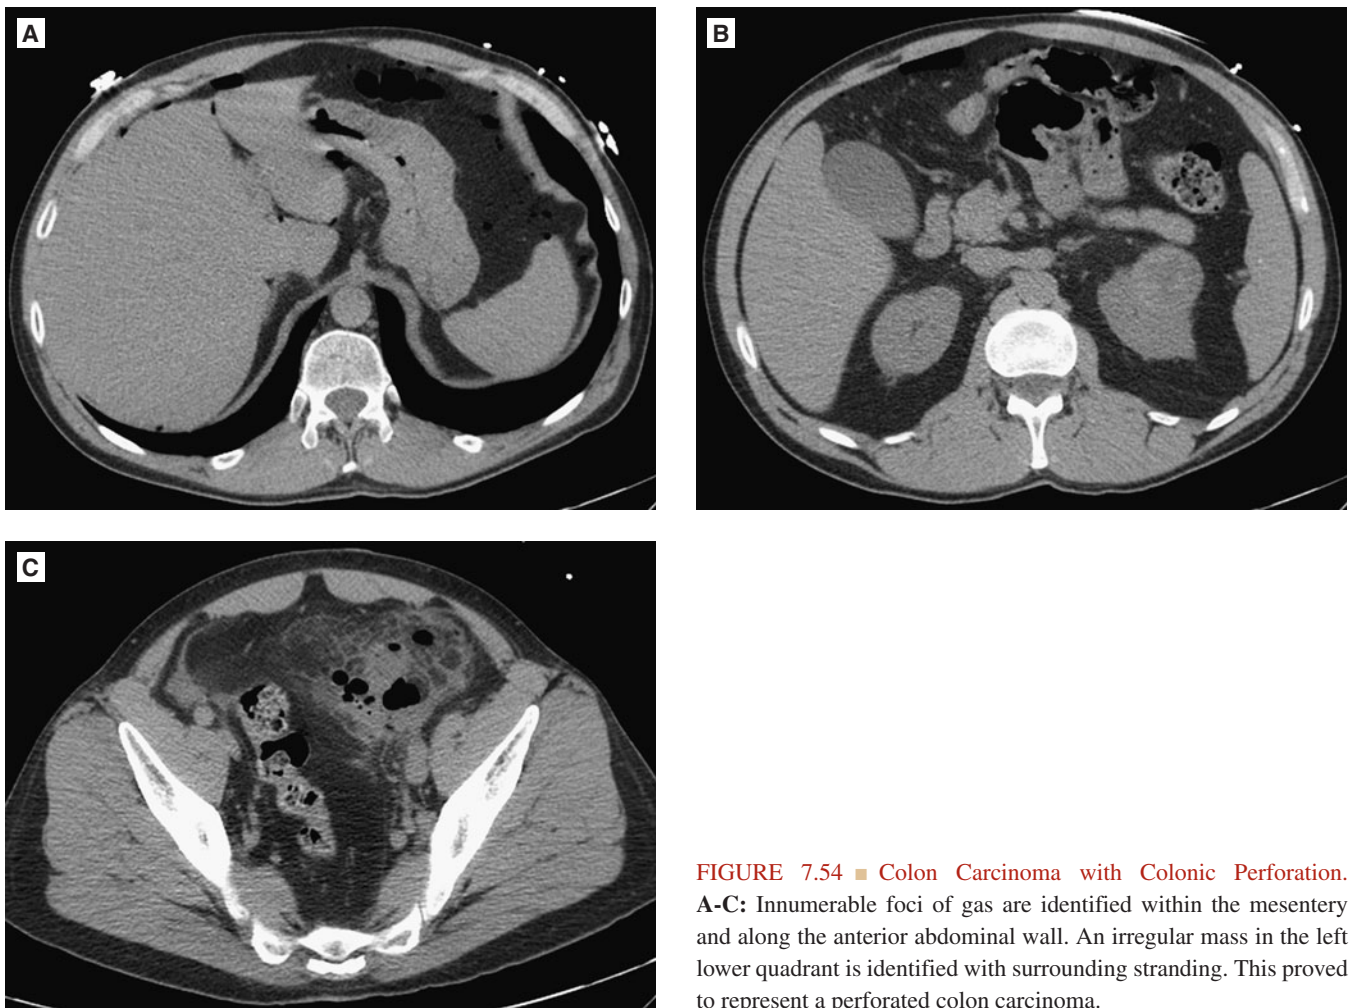 A
B
C
FIGURE 7.54 ■ Colon Carcinoma with Colonic Perforation.
A-C: Innumerable foci of gas are identified within the mesentery
and along the anterior abdominal wall. An irregular mass in the left
lower quadrant is identified with surrounding stranding. This proved
to represent a perforated colon carcinoma.